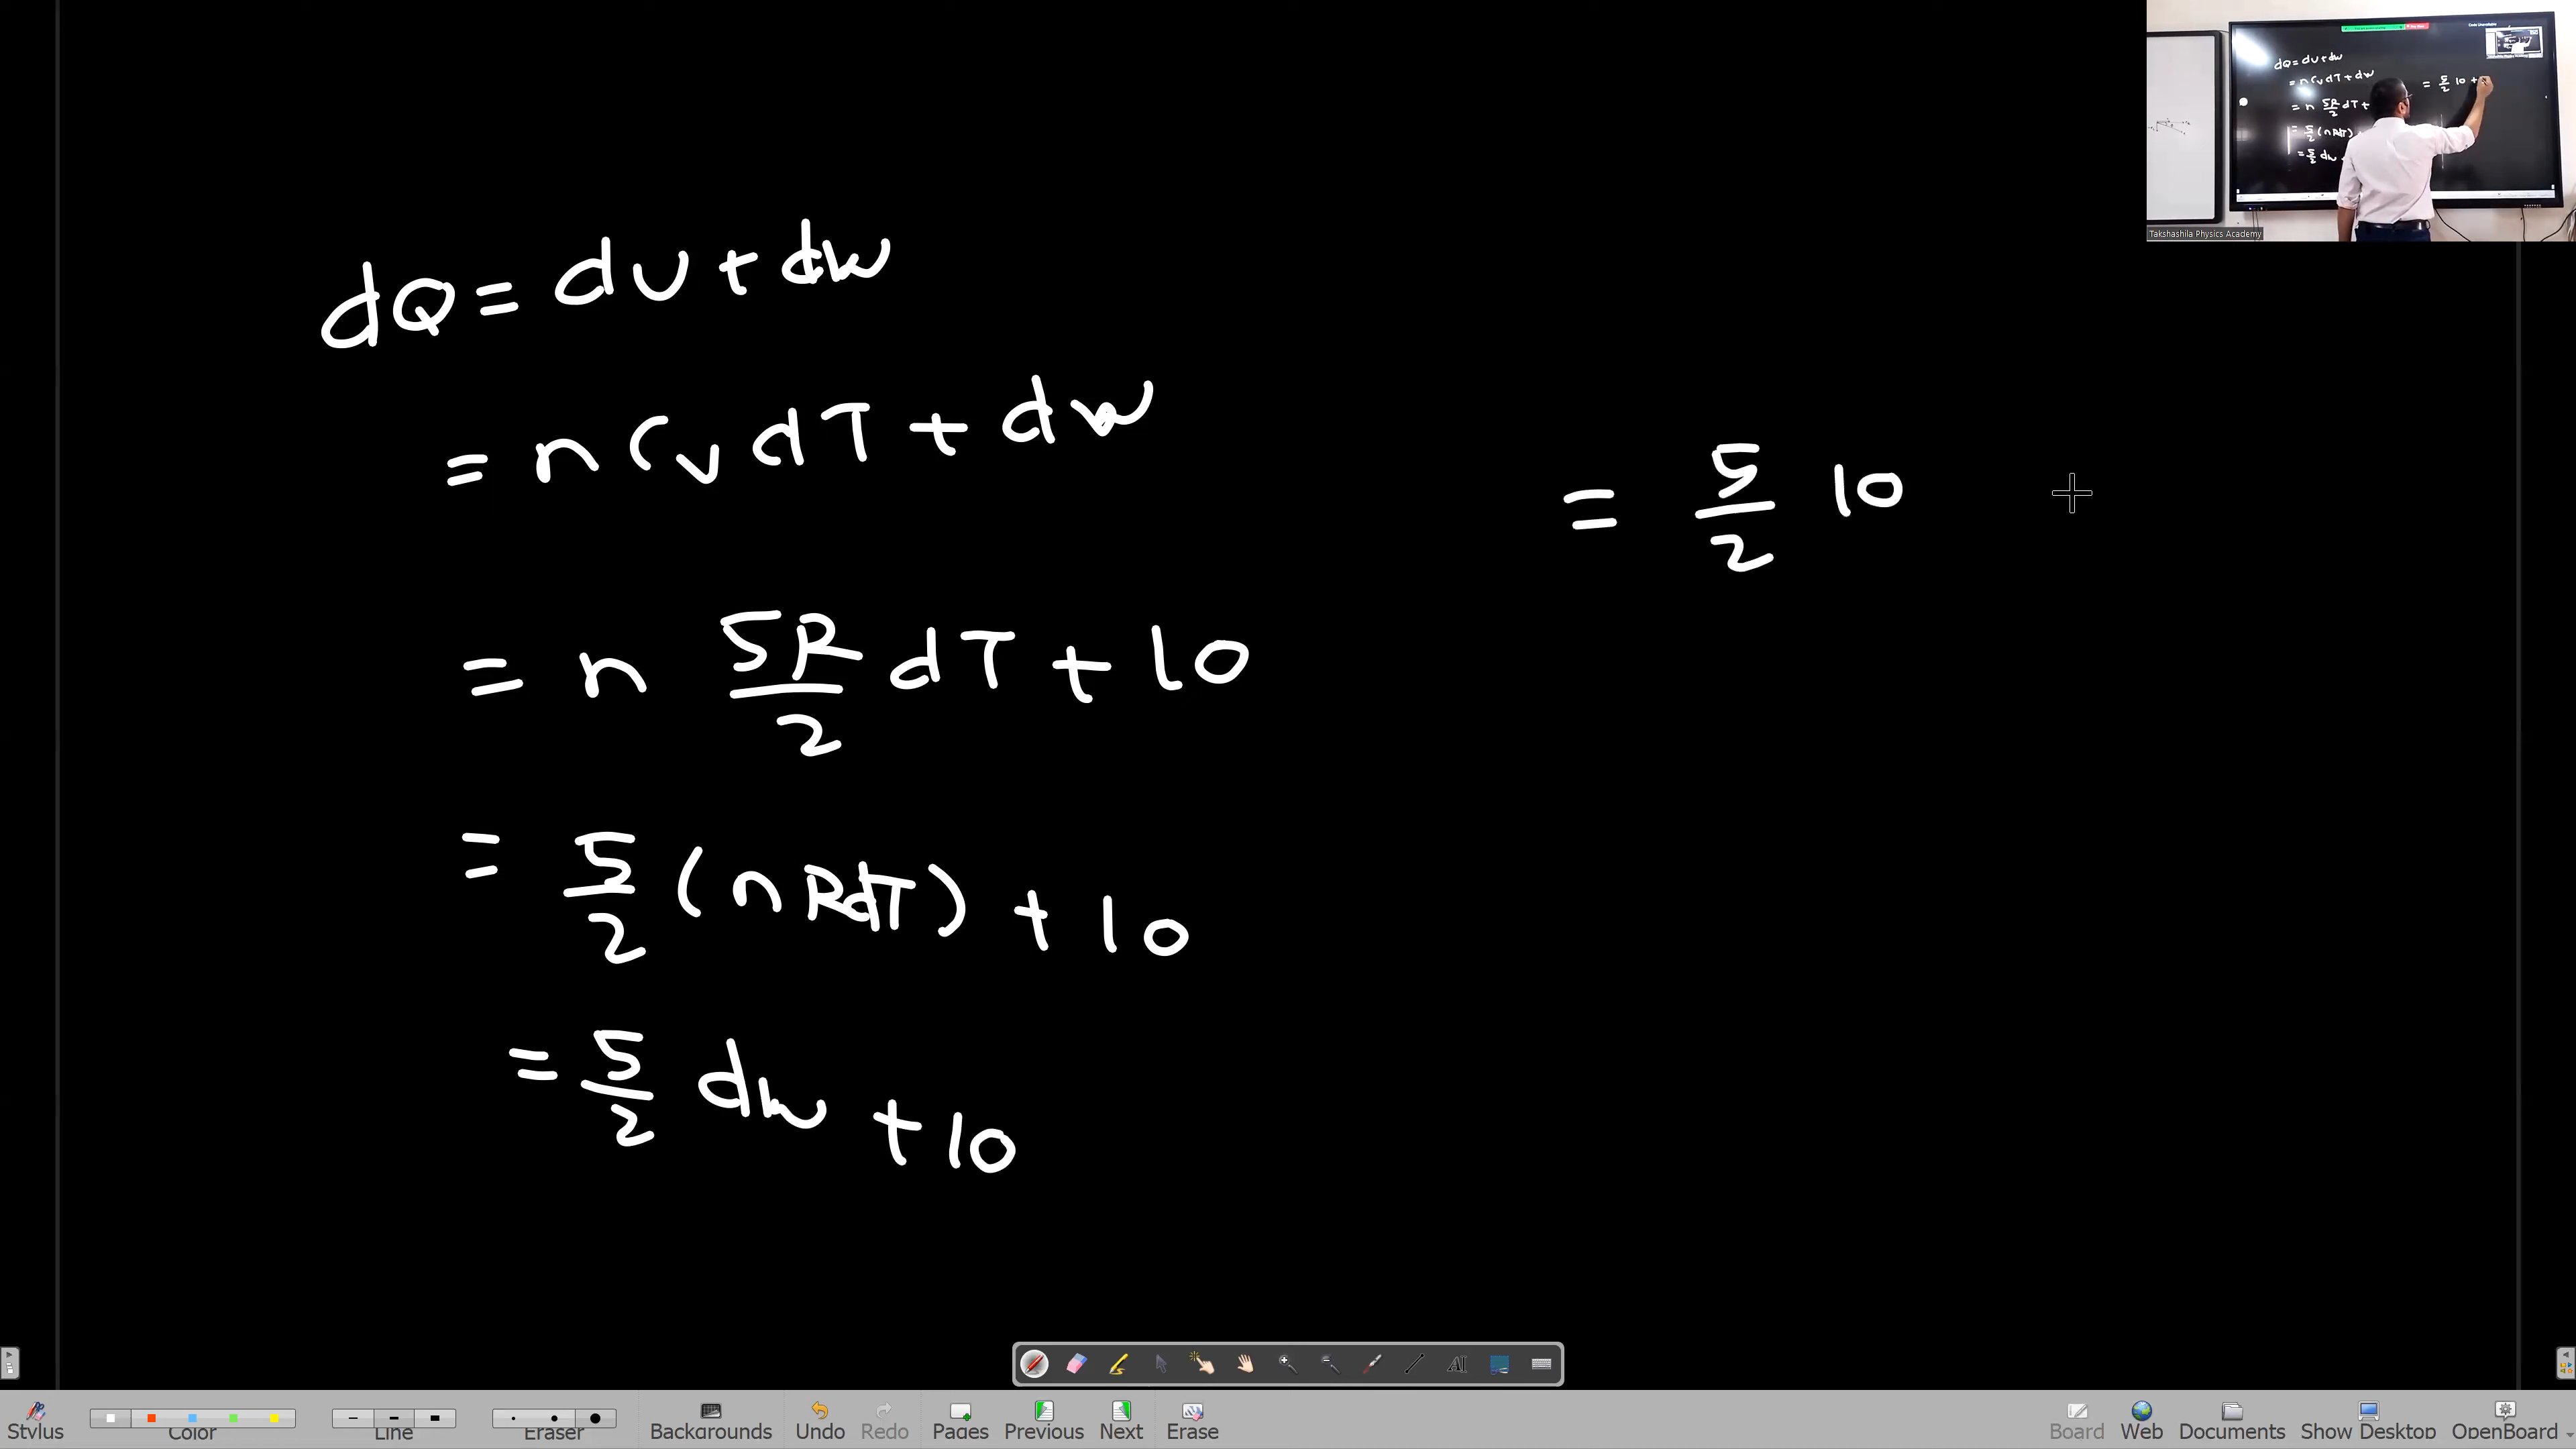 Takshashila Physics Academy
dQ = dU + dw
= n Cv dT + dw
= n 5R/2 dT + 10
= 5/2 (nRdT) + 10
= 5/2 dw + 10
= 5/2 10
Stylus Color Line Eraser Backgrounds Undo Redo Pages Previous Next Erase Board Web Documents Show Desktop OpenBoard